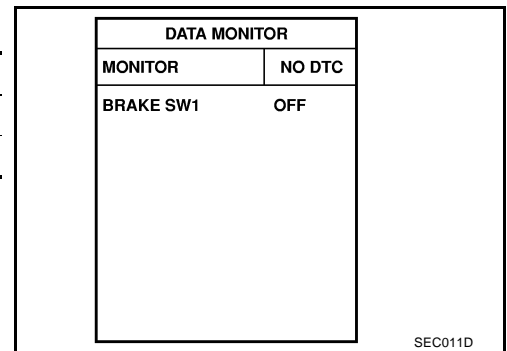 DATA MONITOR
MONITOR NO DTC
BRAKE SW1 OFF
SEC011D